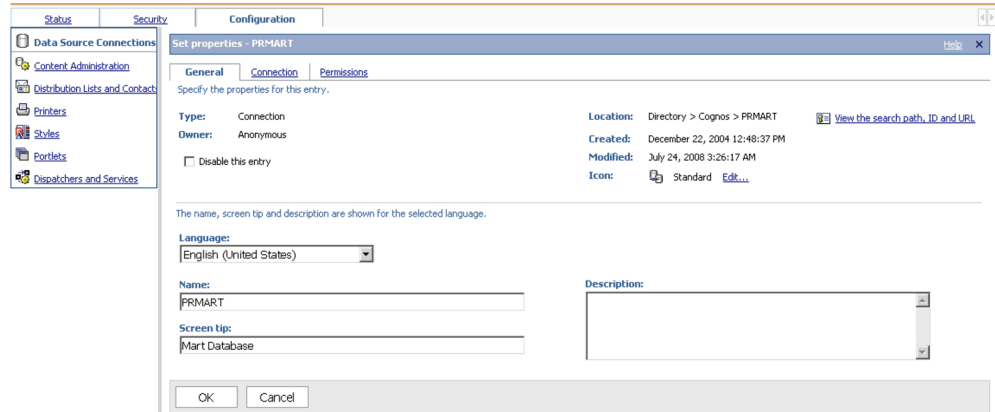 Status Security Configuration
Data Source Connections
Content Administration
Distribution Lists and Contacts
Printers
Styles
Portlets
Dispatchers and Services
Set properties - PRMART Help X
General Connection Permissions
Specify the properties for this entry.
Type: Connection
Owner: Anonymous
Disable this entry
Location: Directory > Cognos > PRMART
View the search path, ID and URL
Created: December 22, 2004 12:48:37 PM
Modified: July 24, 2008 3:26:17 AM
Icon: Standard Edit...
The name, screen tip and description are shown for the selected language.
Language:
English (United States)
Name:
PRMART
Description:
Screen tip:
Mart Database
OK Cancel